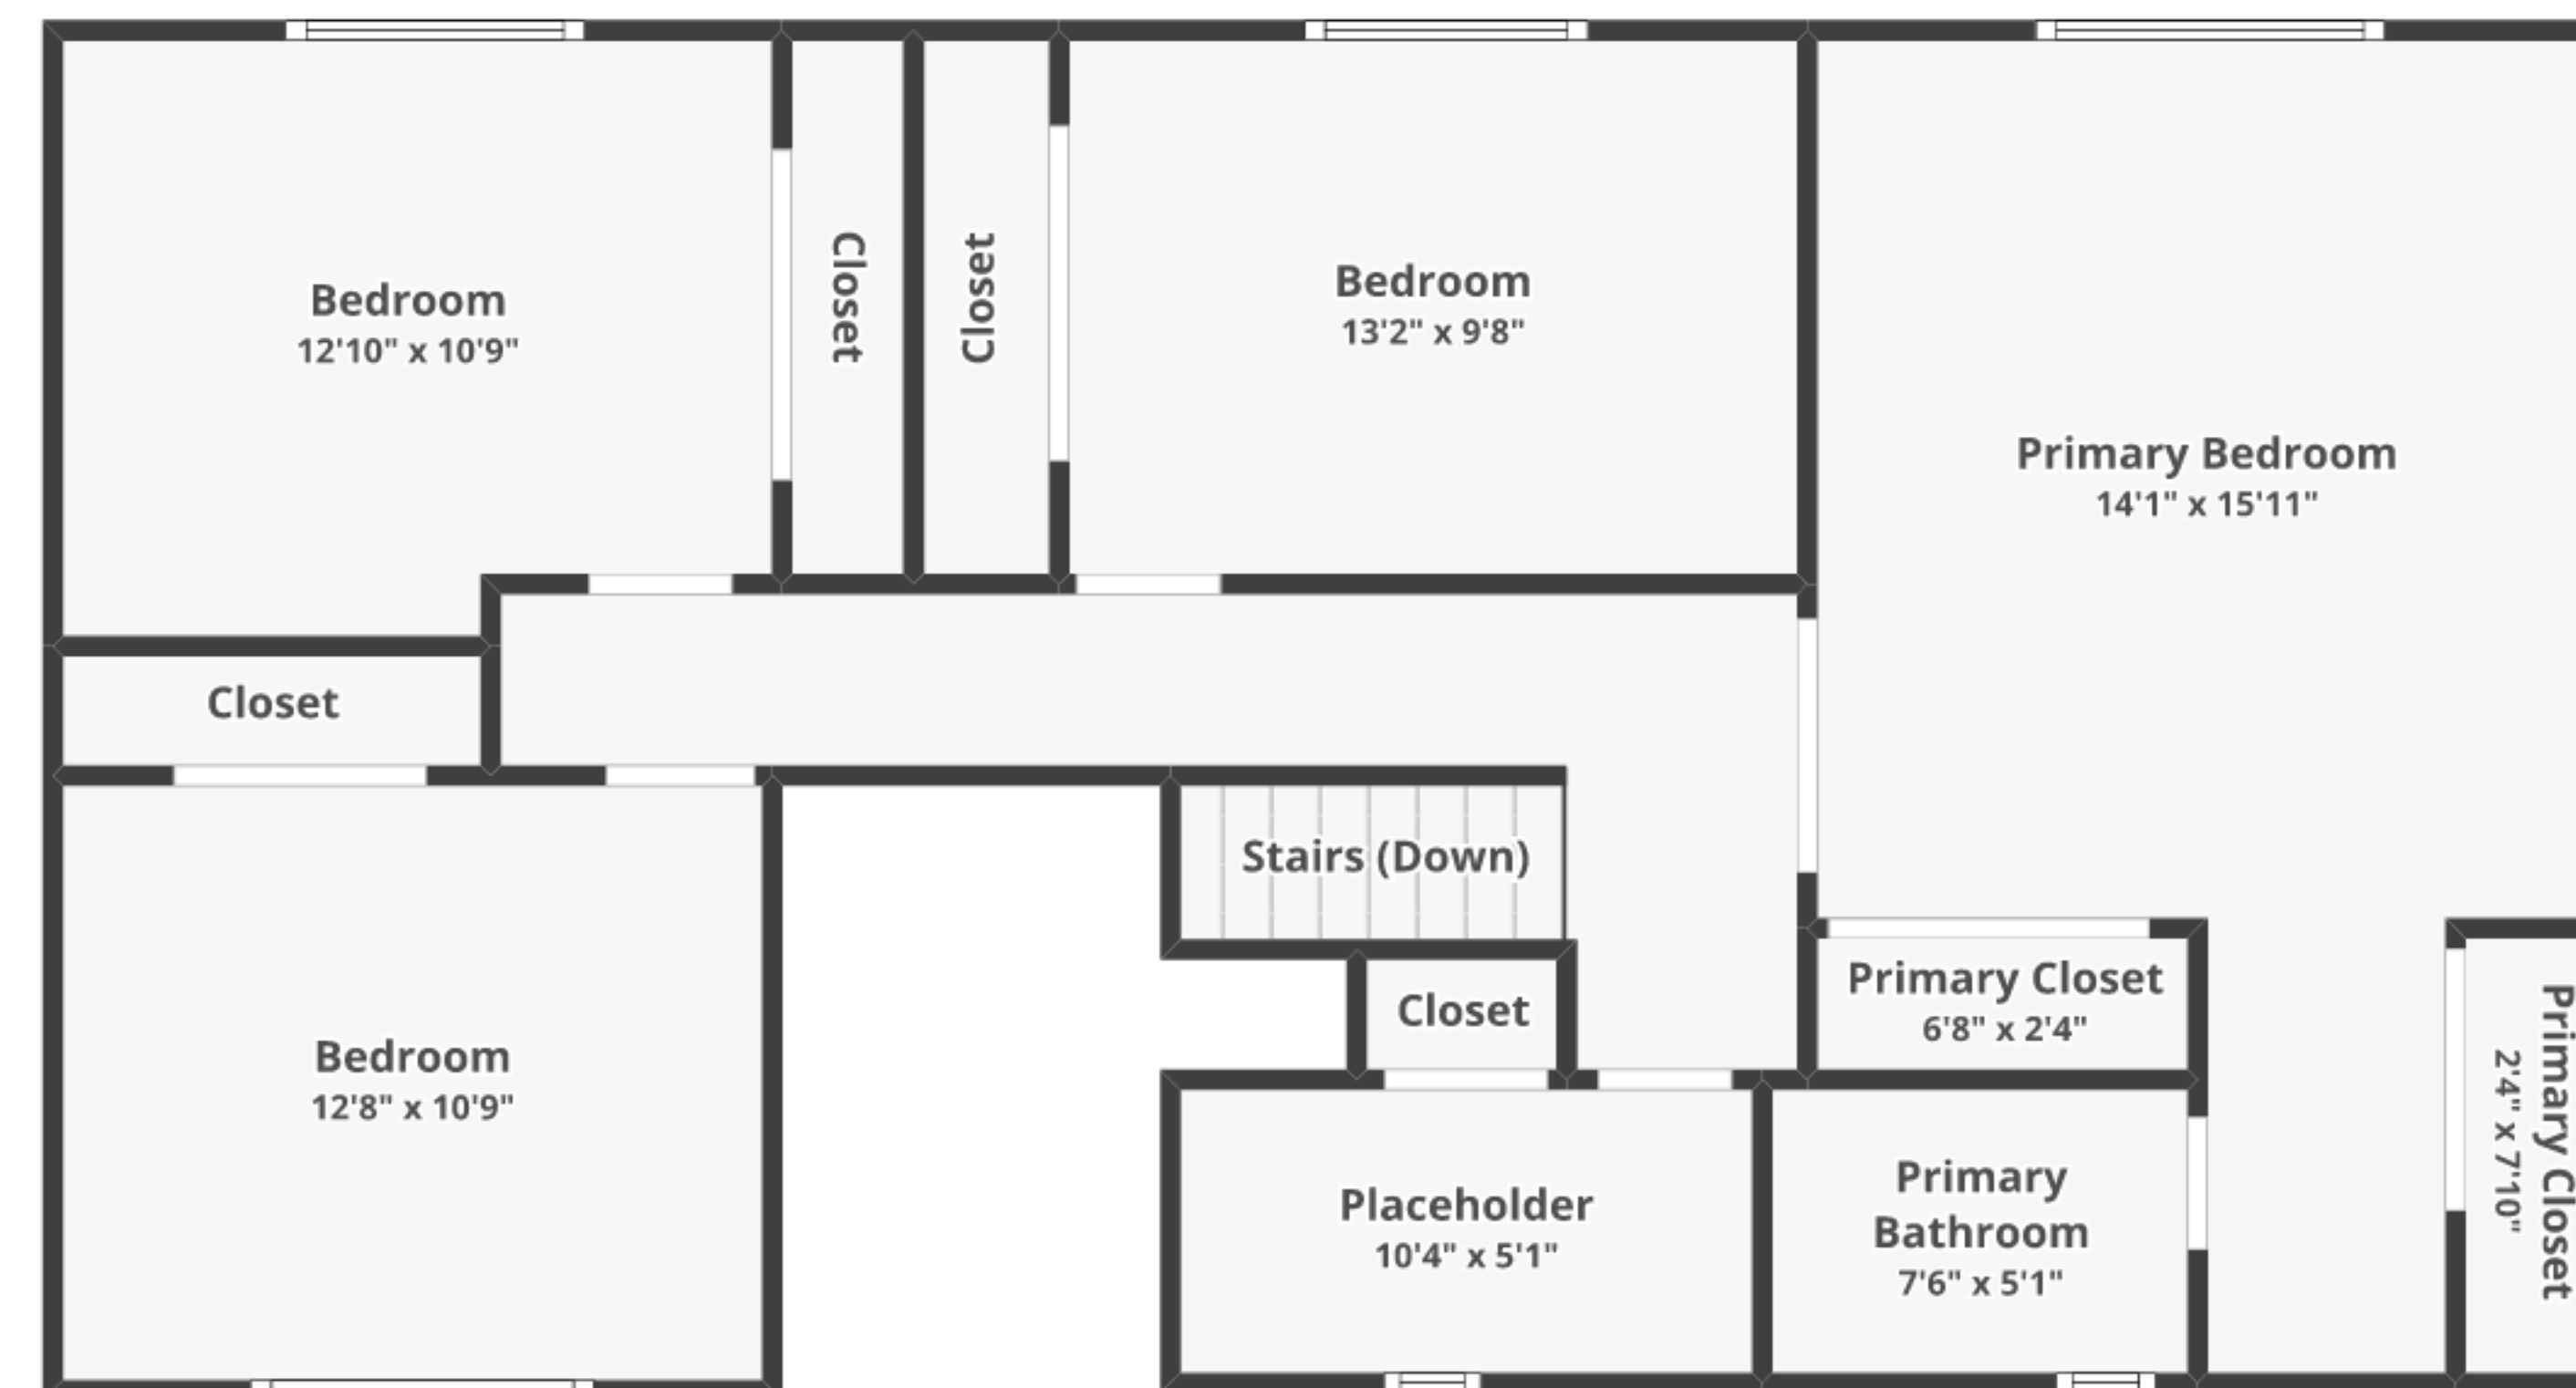 Bedroom
12'10" x 10'9"
Closet
Closet
Bedroom
13'2" x 9'8"
Primary Bedroom
14'1" x 15'11"
Closet
Stairs (Down)
Closet
Primary Closet
6'8" x 2'4"
Primary Closet
2'4" x 7'10"
Bedroom
12'8" x 10'9"
Placeholder
10'4" x 5'1"
Primary
Bathroom
7'6" x 5'1"